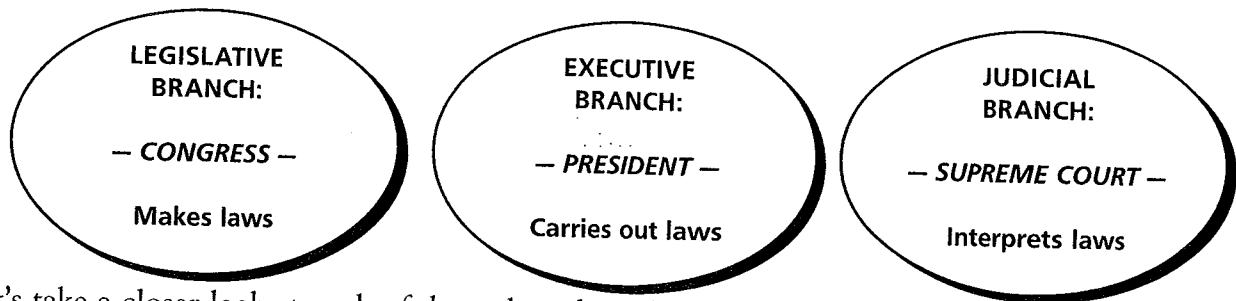 LEGISLATIVE
BRANCH:
– CONGRESS –
Makes laws
EXECUTIVE
BRANCH:
– PRESIDENT –
Carries out laws
JUDICIAL
BRANCH:
– SUPREME COURT –
Interprets laws
take a closer look at each of these